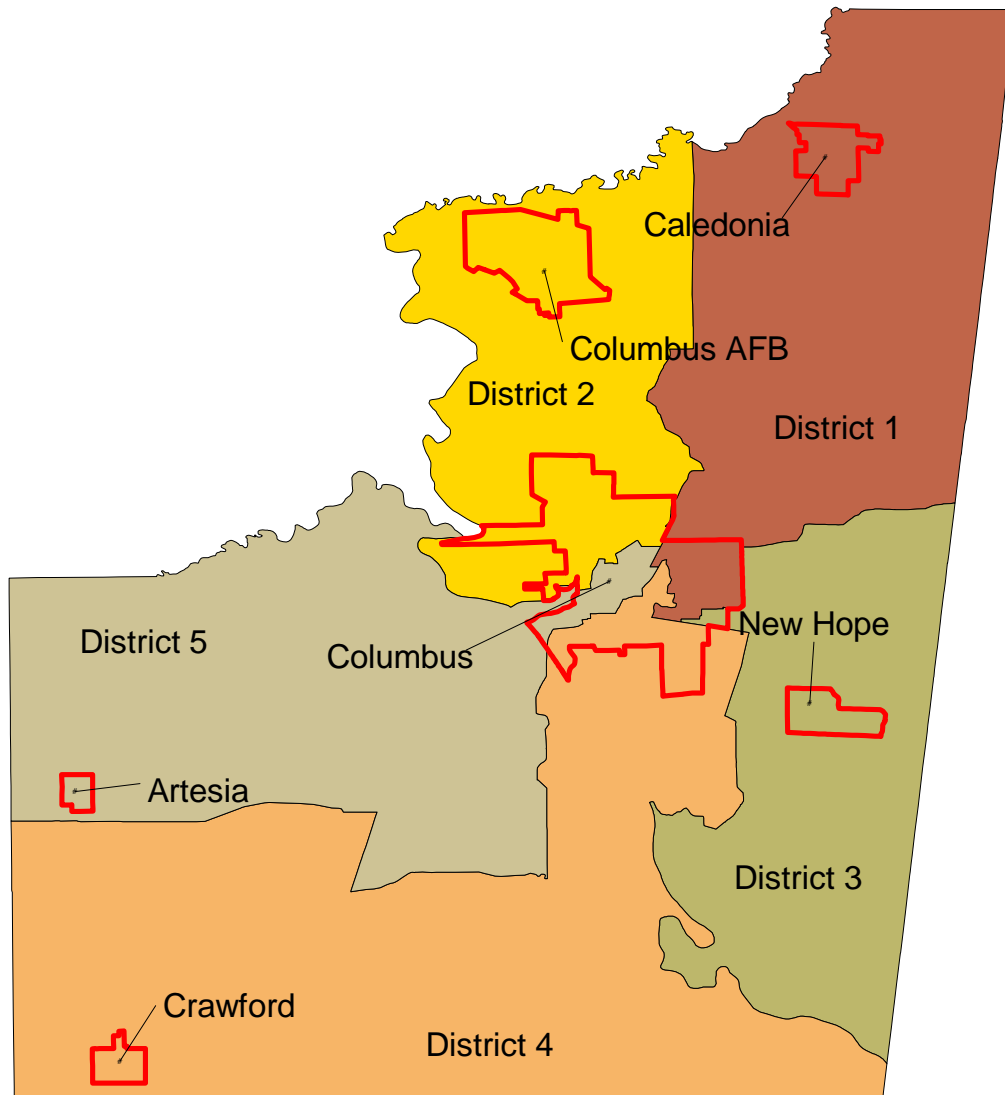 Caledonia
Columbus AFB
District 2
District 1
New Hope
District 5
Columbus
Artesia
District 3
Crawford
District 4